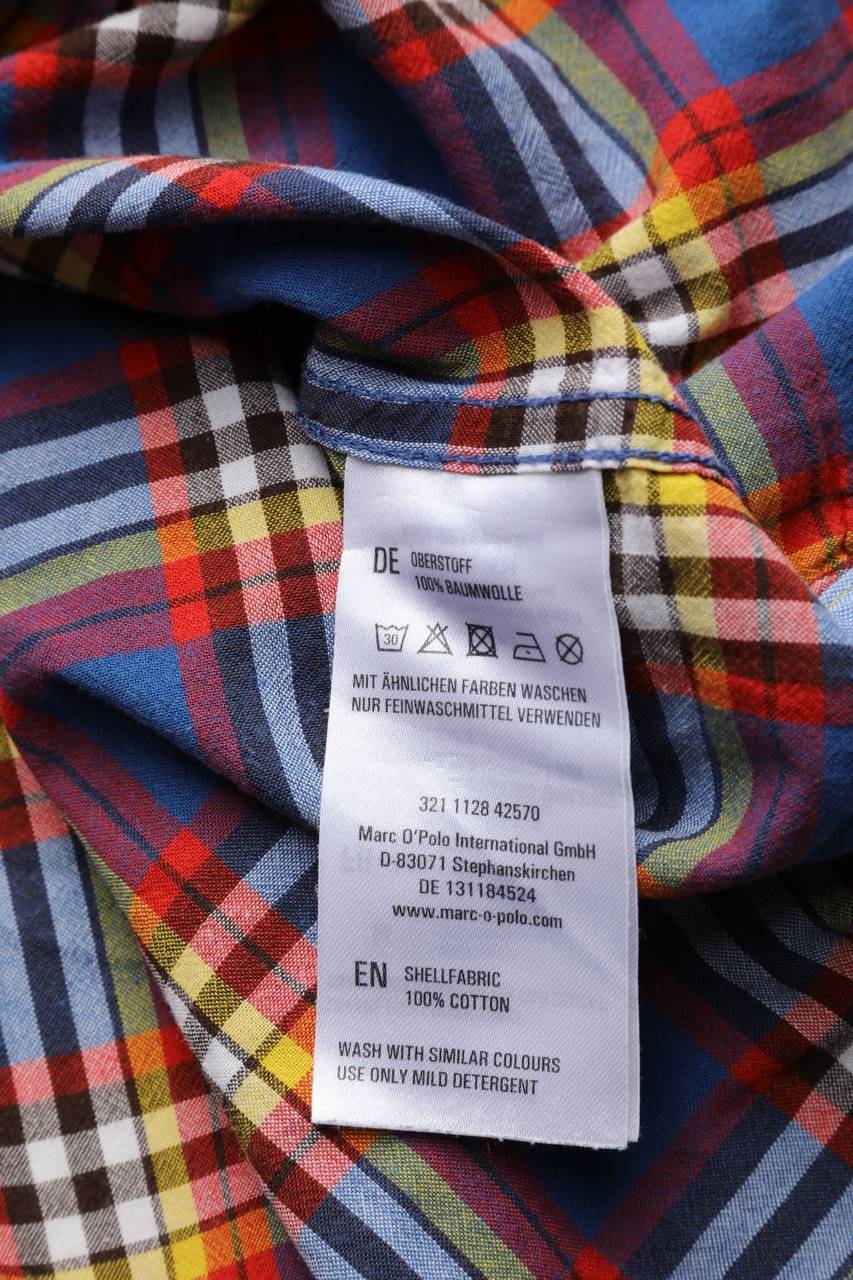 DE OBERSTOFF
100% BAUMWOLLE
30
MIT ÄHNLICHEN FARBEN WASCHEN
NUR FEINWASCHMITTEL VERWENDEN
321 1128 42570
Marc O'Polo International GmbH
D-83071 Stephanskirchen
DE 131184524
www.marc-o-polo.com
EN SHELLFABRIC
100% COTTON
WASH WITH SIMILAR COLOURS
USE ONLY MILD DETERGENT